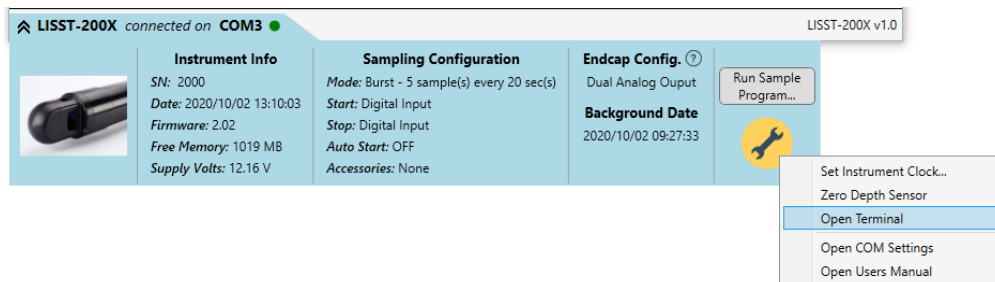 LISST-200X connected on COM3
LISST-200X v1.0
Instrument Info
SN: 2000
Date: 2020/10/02 13:10:03
Firmware: 2.02
Free Memory: 1019 MB
Supply Volts: 12.16 V
Sampling Configuration
Mode: Burst - 5 sample(s) every 20 sec(s)
Start: Digital Input
Stop: Digital Input
Auto Start: OFF
Accessories: None
Endcap Config. ?
Dual Analog Ouput
Background Date
2020/10/02 09:27:33
Run Sample
Program...
Set Instrument Clock...
Zero Depth Sensor
Open Terminal
Open COM Settings
Open Users Manual